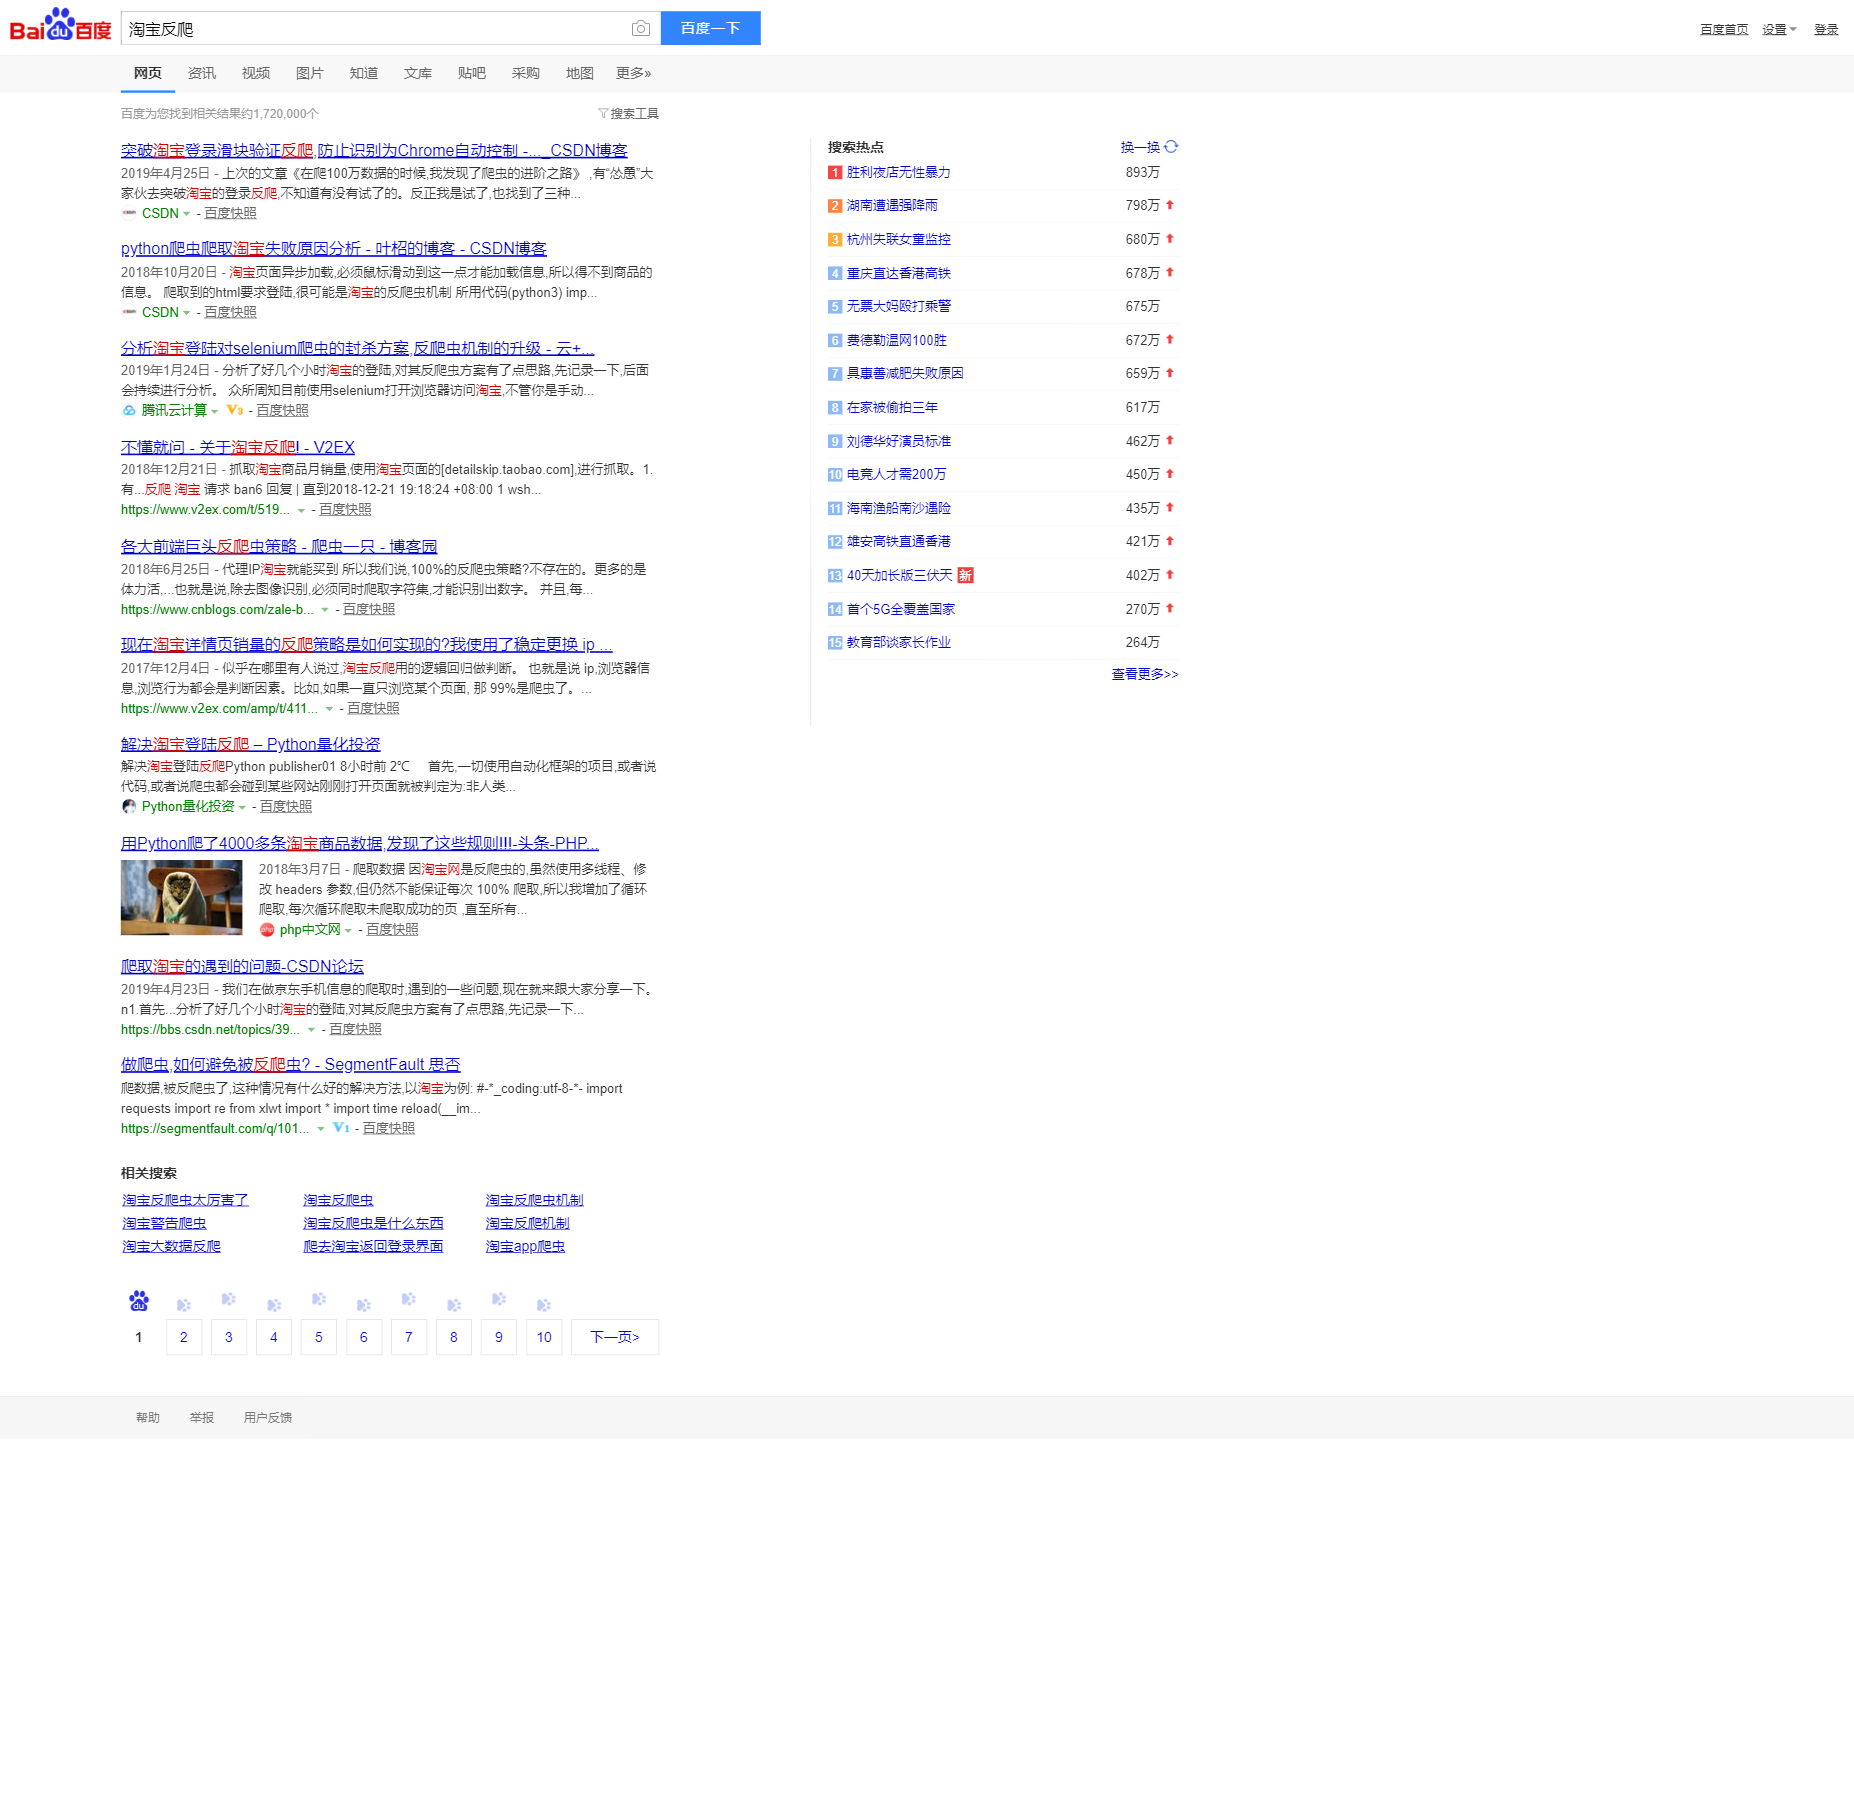 Bai du 百度
淘宝反爬
百度一下
百度首页 设置 登录
网页 资讯 视频 图片 知道 文库 贴吧 采购 地图 更多»
百度为您找到相关结果约1,720,000个
搜索工具
突破淘宝登录滑块验证反爬,防止识别为Chrome自动控制 -..._CSDN博客
2019年4月25日 - 上次的文章《在爬100万数据的时候,我发现了爬虫的进阶之路》 ,有“怂恿”大
家伙去突破淘宝的登录反爬,不知道有没有试了的。反正我是试了,也找到了三种...
CSDN - 百度快照
python爬虫爬取淘宝失败原因分析 - 叶柖的博客 - CSDN博客
2018年10月20日 - 淘宝页面异步加载,必须鼠标滑动到这一点才能加载信息,所以得不到商品的
信息。 爬取到的html要求登陆,很可能是淘宝的反爬虫机制 所用代码(python3) imp...
CSDN - 百度快照
分析淘宝登陆对selenium爬虫的封杀方案,反爬虫机制的升级 - 云+...
2019年1月24日 - 分析了好几个小时淘宝的登陆,对其反爬虫方案有了点思路,先记录一下,后面
会持续进行分析。 众所周知目前使用selenium打开浏览器访问淘宝,不管你是手动...
腾讯云计算 V3 - 百度快照
不懂就问 - 关于淘宝反爬! - V2EX
2018年12月21日 - 抓取淘宝商品月销量,使用淘宝页面的[detailskip.taobao.com],进行抓取。1.
有...反爬 淘宝 请求 ban6 回复 | 直到2018-12-21 19:18:24 +08:00 1 wsh...
https://www.v2ex.com/t/519... - 百度快照
各大前端巨头反爬虫策略 - 爬虫一只 - 博客园
2018年6月25日 - 代理IP淘宝就能买到 所以我们说,100%的反爬虫策略?不存在的。更多的是
体力活,...也就是说,除去图像识别,必须同时爬取字符集,才能识别出数字。 并且,每...
https://www.cnblogs.com/zale-b... - 百度快照
现在淘宝详情页销量的反爬策略是如何实现的?我使用了稳定更换 ip ...
2017年12月4日 - 似乎在哪里有人说过,淘宝反爬用的逻辑回归做判断。 也就是说 ip,浏览器信
息,浏览行为都会是判断因素。比如,如果一直只浏览某个页面, 那 99%是爬虫了。...
https://www.v2ex.com/amp/t/411... - 百度快照
解决淘宝登陆反爬 – Python量化投资
解决淘宝登陆反爬Python publisher01 8小时前 2℃ 首先,一切使用自动化框架的项目,或者说
代码,或者说爬虫都会碰到某些网站刚刚打开页面就被判定为:非人类...
Python量化投资 - 百度快照
用Python爬了4000多条淘宝商品数据,发现了这些规则!!!-头条-PHP...
2018年3月7日 - 爬取数据 因淘宝网是反爬虫的,虽然使用多线程、修
改 headers 参数,但仍然不能保证每次 100% 爬取,所以我增加了循环
爬取,每次循环爬取未爬取成功的页 ,直至所有...
php php中文网 - 百度快照
爬取淘宝的遇到的问题-CSDN论坛
2019年4月23日 - 我们在做京东手机信息的爬取时,遇到的一些问题,现在就来跟大家分享一下。
n1.首先...分析了好几个小时淘宝的登陆,对其反爬虫方案有了点思路,先记录一下...
https://bbs.csdn.net/topics/39... - 百度快照
做爬虫,如何避免被反爬虫? - SegmentFault 思否
爬数据,被反爬虫了,这种情况有什么好的解决方法,以淘宝为例: #-*_coding:utf-8-*- import
requests import re from xlwt import * import time reload(__im...
https://segmentfault.com/q/101... V1 - 百度快照
相关搜索
淘宝反爬虫太厉害了 淘宝反爬虫 淘宝反爬虫机制
淘宝警告爬虫 淘宝反爬虫是什么东西 淘宝反爬机制
淘宝大数据反爬 爬去淘宝返回登录界面 淘宝app爬虫
du
1 2 3 4 5 6 7 8 9 10 下一页>
搜索热点 换一换
1 胜利夜店无性暴力 893万
2 湖南遭遇强降雨 798万
3 杭州失联女童监控 680万
4 重庆直达香港高铁 678万
5 无票大妈殴打乘警 675万
6 费德勒温网100胜 672万
7 具惠善减肥失败原因 659万
8 在家被偷拍三年 617万
9 刘德华好演员标准 462万
10 电竞人才需200万 450万
11 海南渔船南沙遇险 435万
12 雄安高铁直通香港 421万
13 40天加长版三伏天 新 402万
14 首个5G全覆盖国家 270万
15 教育部谈家长作业 264万
查看更多>>
帮助 举报 用户反馈